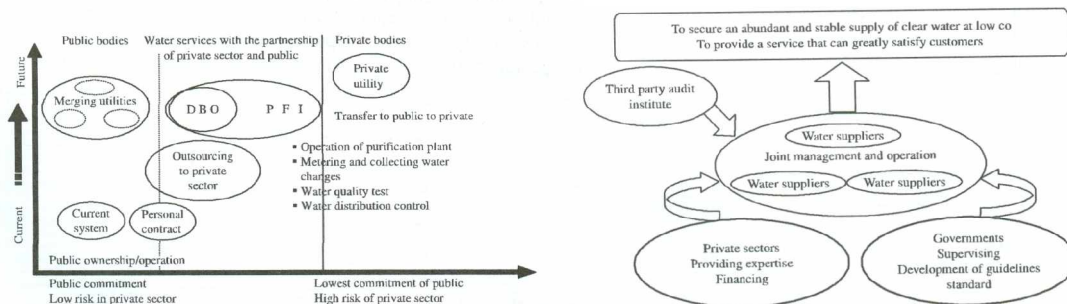 Public bodies
Water services with the partnership
of private sector and public
Private bodies
Future
Current
Merging utilities
D B O
P F I
Private
utility
Transfer to public to private
Outsourcing
to private
sector
▪ Operation of purification plant
▪ Metering and collecting water
changes
▪ Water quality test
▪ Water distribution control
Current
system
Personal
contract
Public ownership/operation
Public commitment
Low risk in private sector
Lowest commitment of public
High risk of private sector
To secure an abundant and stable supply of clear water at low co
To provide a service that can greatly satisfy customers
Third party audit
institute
Water suppliers
Joint management and operation
Water suppliers
Water suppliers
Private sectors
Providing expertise
Financing
Governments
Supervising
Development of guidelines
standard